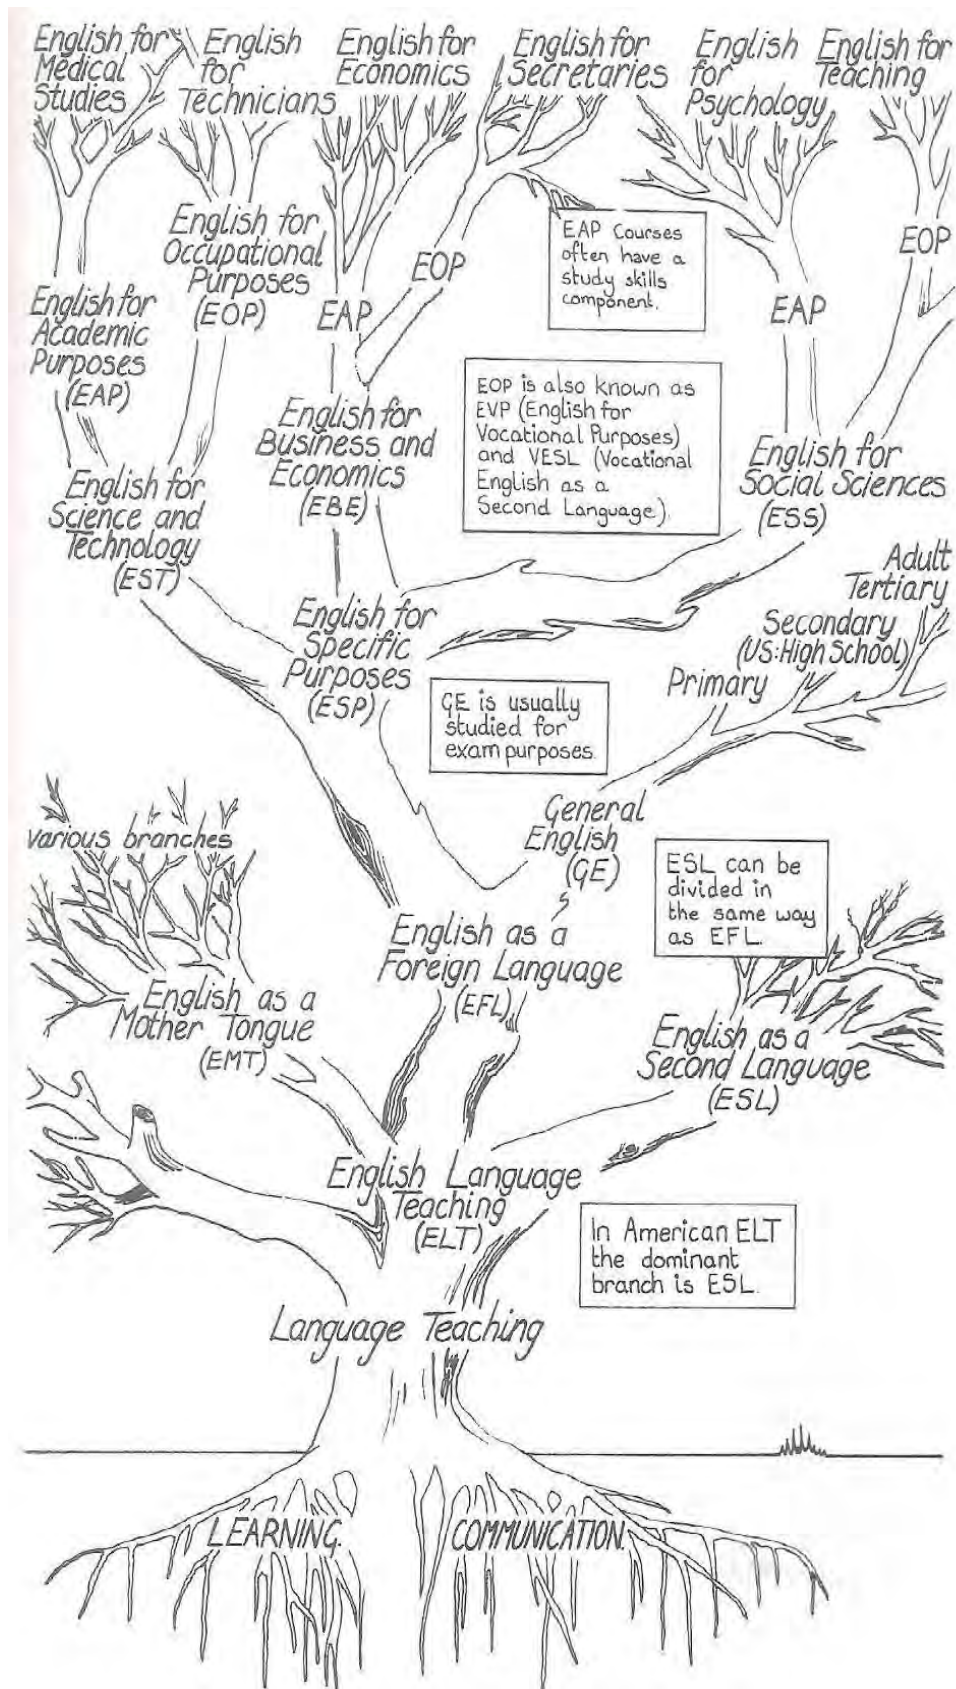 English for
Medical
Studies
English
for
Technicians
English for
Economics
English for
Secretaries
English
for
Psychology
English for
Teaching
English for
Occupational
Purposes
(EOP)
EAP Courses
often have a
study skills
component.
EOP
EOP
English for
Academic
Purposes
(EAP)
EAP
EAP
EOP is also known as
EVP (English for
Vocational Purposes)
and VESL (Vocational
English as a
Second Language).
English for
Business and
Economics
(EBE)
English for
Social Sciences
(ESS)
English for
Science and
Technology
(EST)
Adult
Tertiary
English for
Specific
Purposes
(ESP)
Secondary
(US:High School)
Primary
GE is usually
studied for
exam purposes.
General
English
(GE)
various branches
ESL can be
divided in
the same way
as EFL.
English as a
Foreign Language
(EFL)
English as a
Mother Tongue
(EMT)
English as a
Second Language
(ESL)
English Language
Teaching
(ELT)
In American ELT
the dominant
branch is ESL.
Language Teaching
LEARNING.
COMMUNICATION.